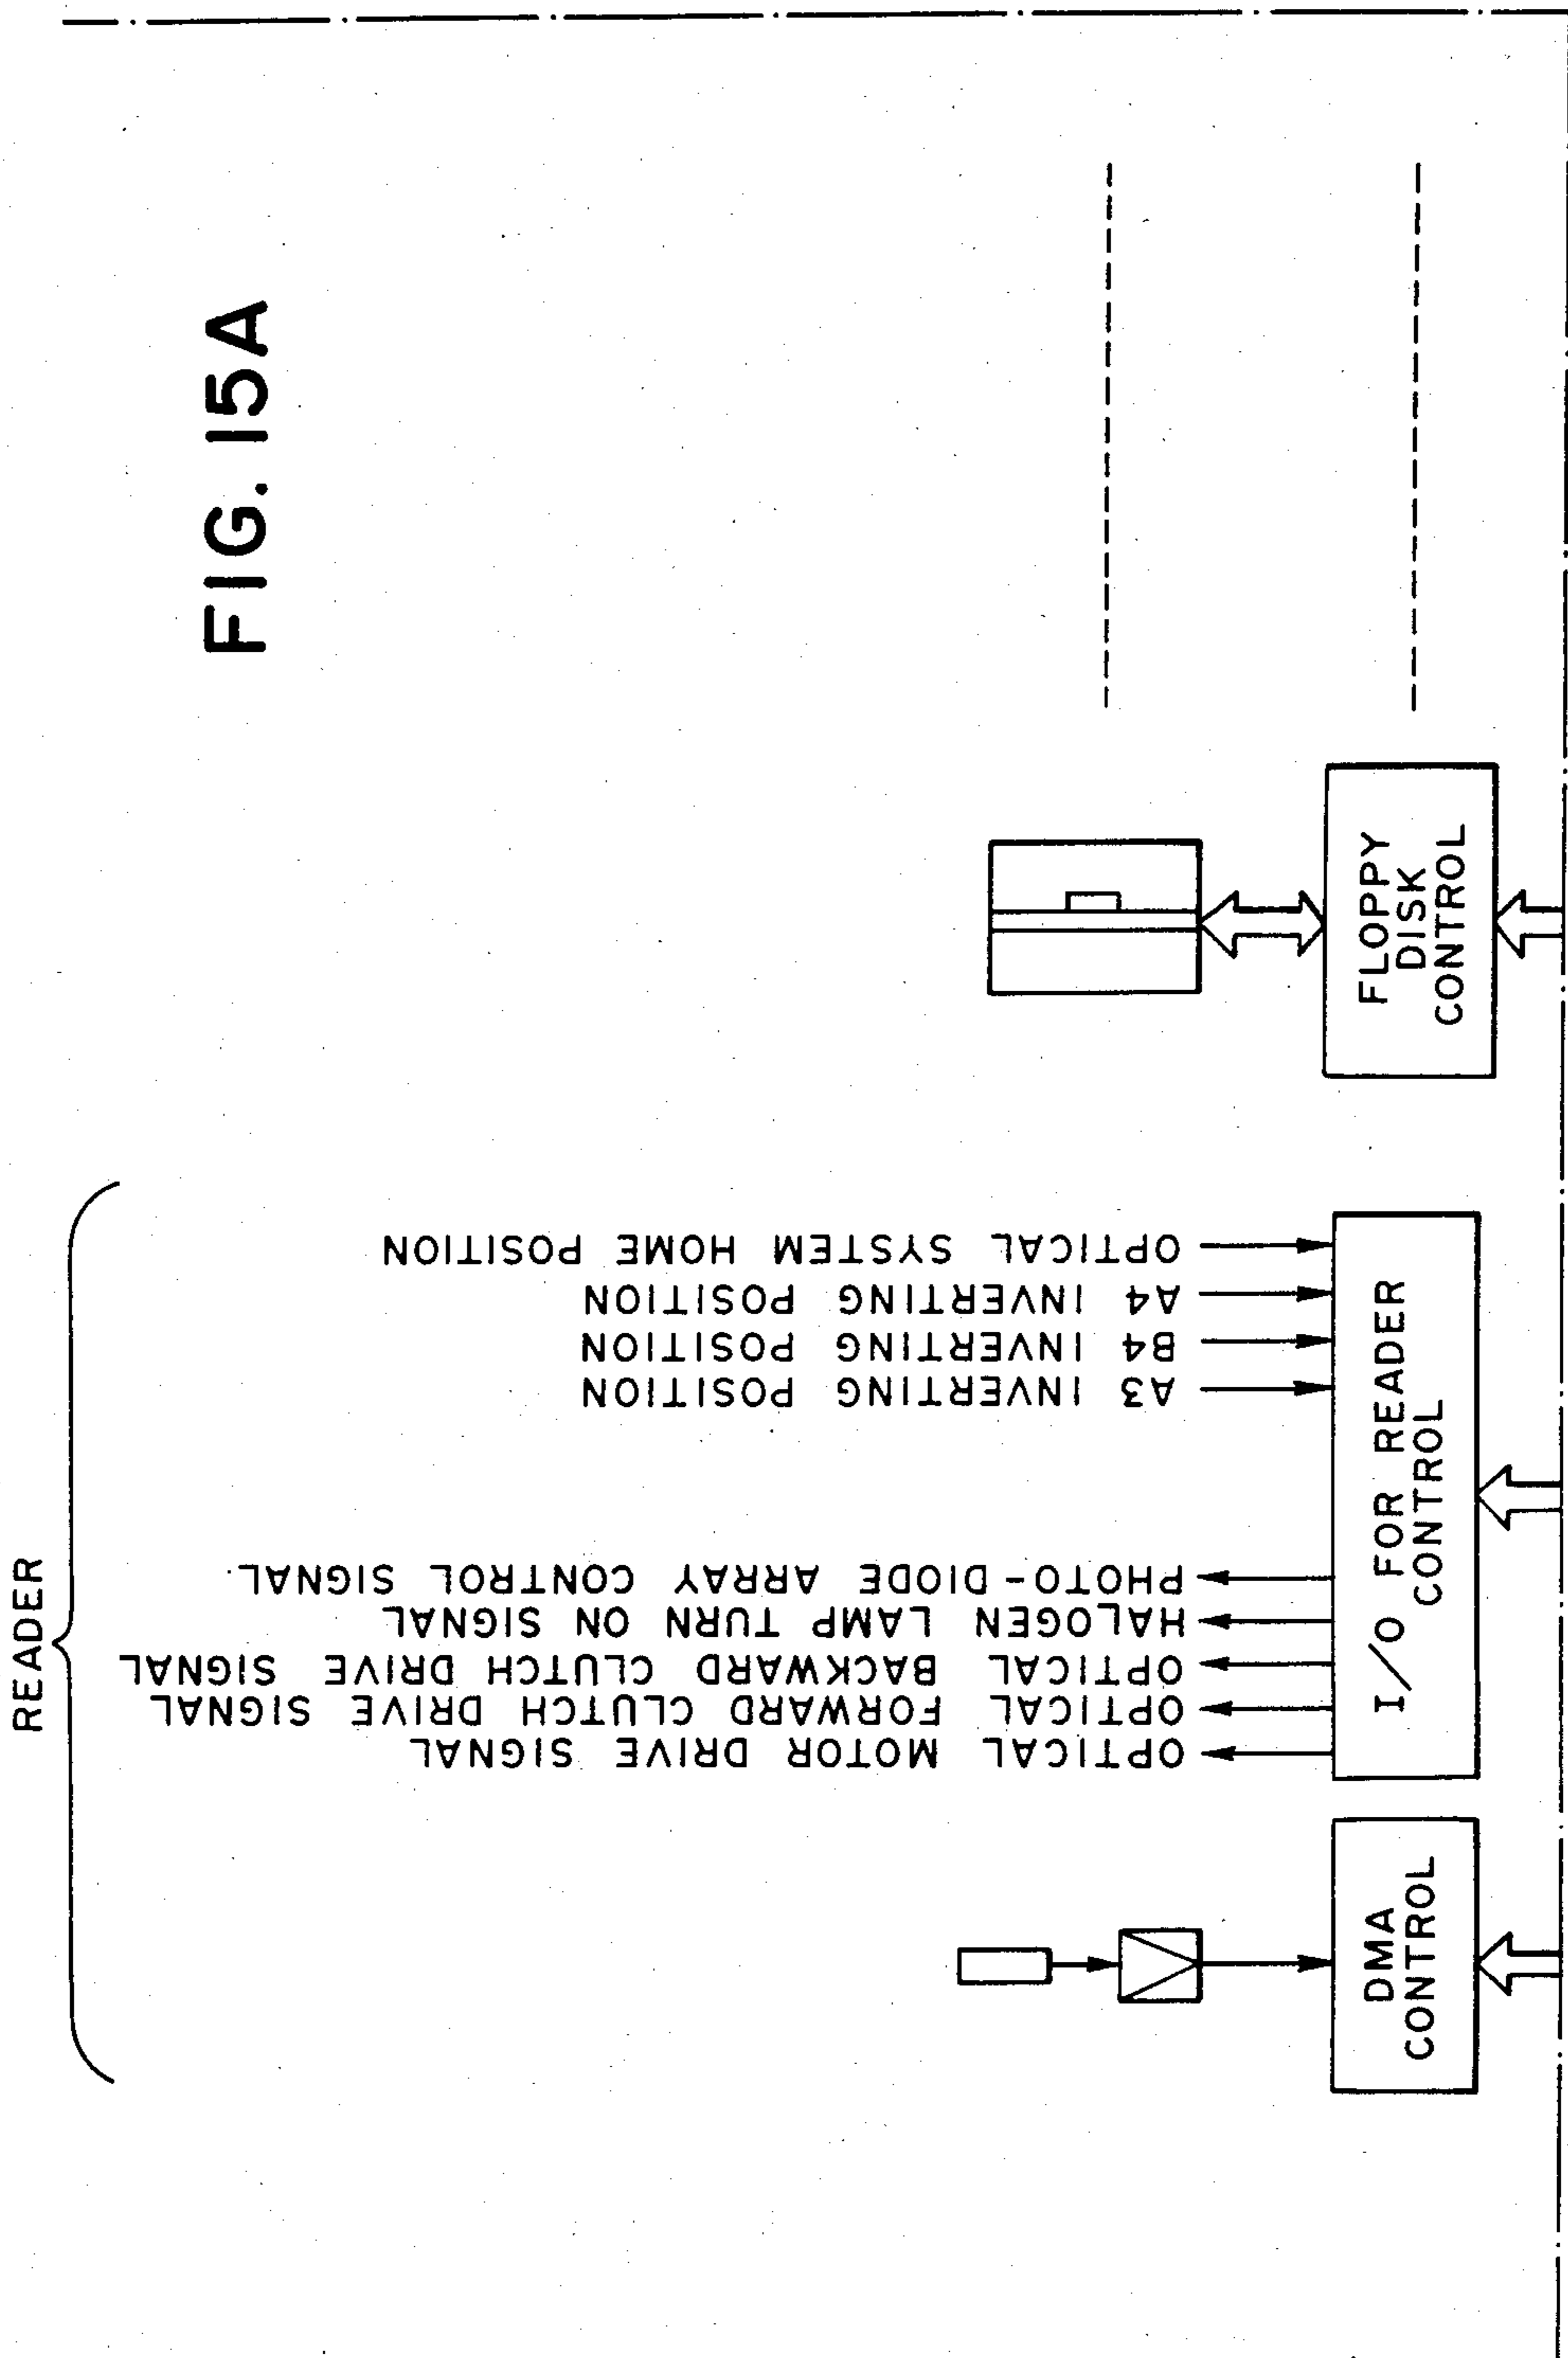 FIG. 15A
READER
OPTICAL MOTOR DRIVE SIGNAL
OPTICAL FORWARD CLUTCH DRIVE SIGNAL
OPTICAL BACKWARD CLUTCH DRIVE SIGNAL
HALOGEN LAMP TURN ON SIGNAL
PHOTO-DIODE ARRAY CONTROL SIGNAL
A3 INVERTING POSITION
B4 INVERTING POSITION
A4 INVERTING POSITION
OPTICAL SYSTEM HOME POSITION
DMA
CONTROL
I/O FOR READER
CONTROL
FLOPPY
DISK
CONTROL